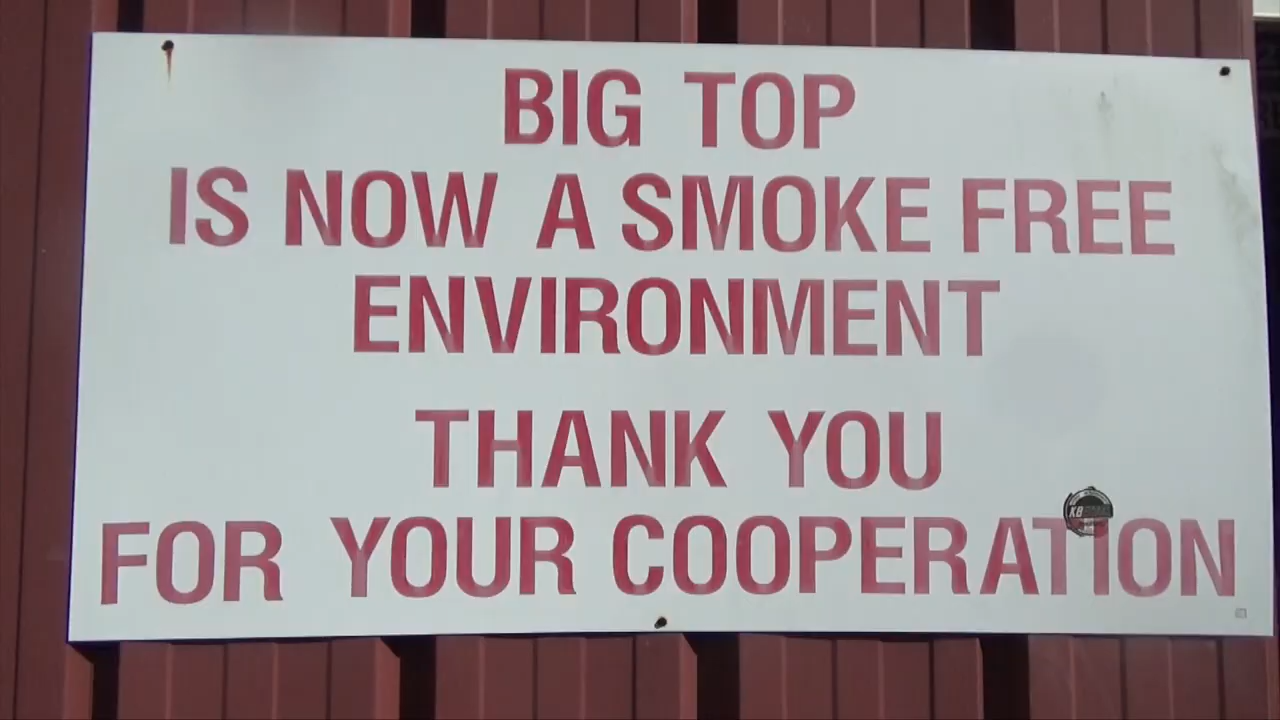 BIG TOP
IS NOW A SMOKE FREE
ENVIRONMENT
THANK YOU
FOR YOUR COOPERATION